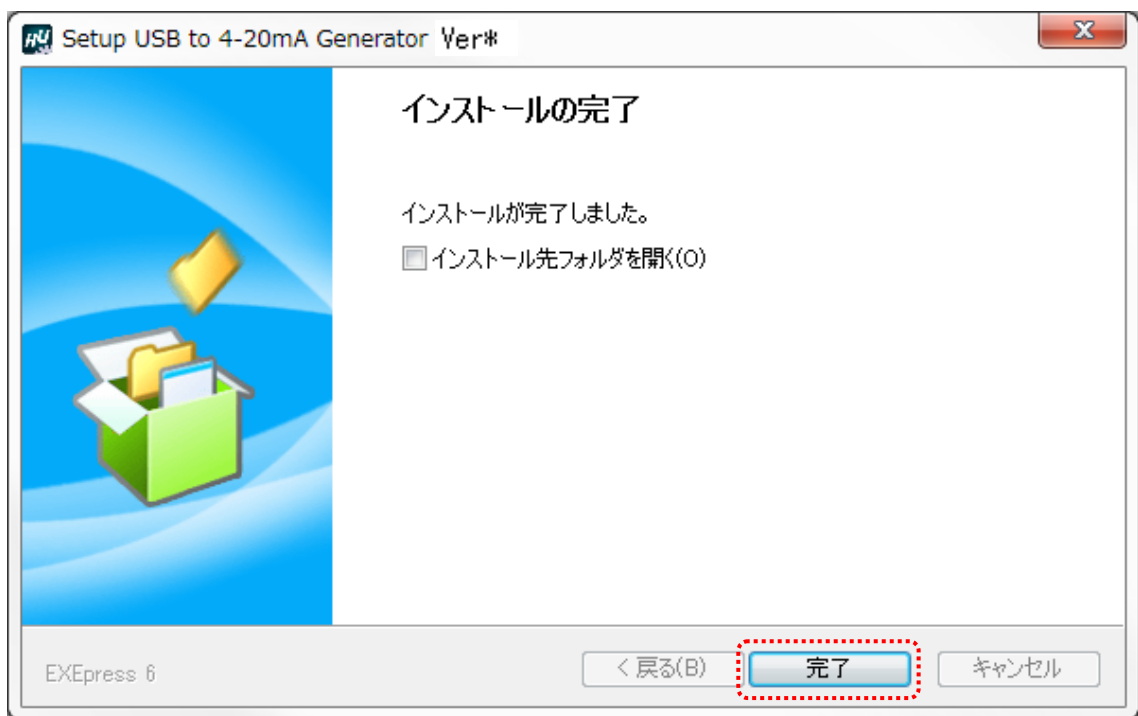 Setup USB to 4-20mA Generator Ver*
インストールの完了
インストールが完了しました。
インストール先フォルダを開く(O)
EXEpress 6
< 戻る(B)
完了
キャンセル